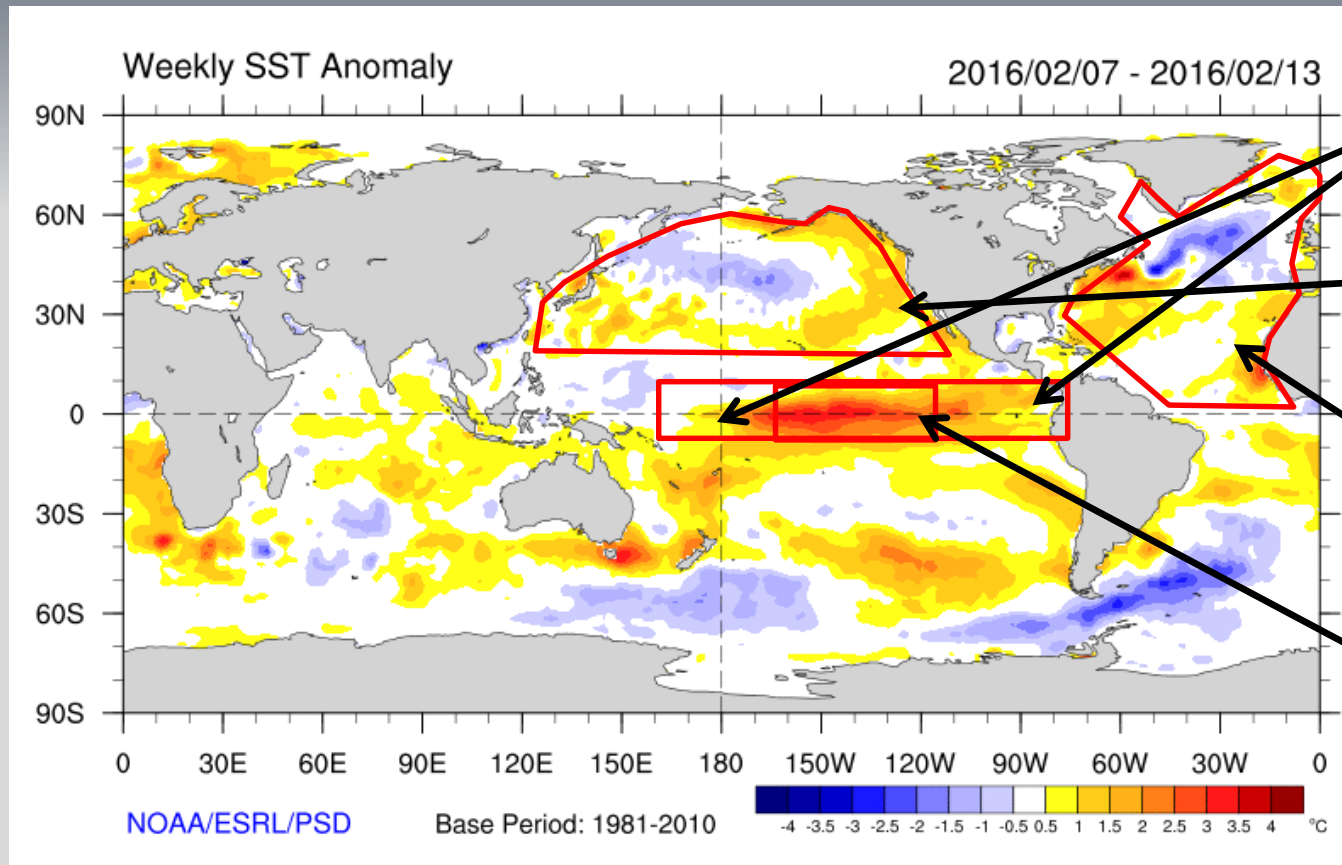 Weekly SST Anomaly
2016/02/07 - 2016/02/13
90N
60N
30N
0
30S
60S
90S
0 30E 60E 90E 120E 150E 180 150W 120W 90W 60W 30W 0
NOAA/ESRL/PSD
Base Period: 1981-2010
-4 -3.5 -3 -2.5 -2 -1.5 -1 -0.5 0.5 1 1.5 2 2.5 3 3.5 4 °C